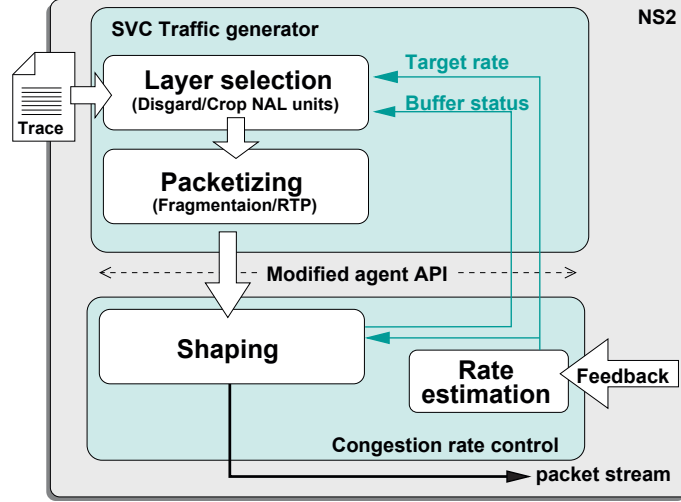 NS2
SVC Traffic generator
Layer selection
(Disgard/Crop NAL units)
Target rate
Buffer status
Trace
Packetizing
(Fragmentaion/RTP)
Modified agent API
Shaping
Rate
estimation
Feedback
Congestion rate control
packet stream